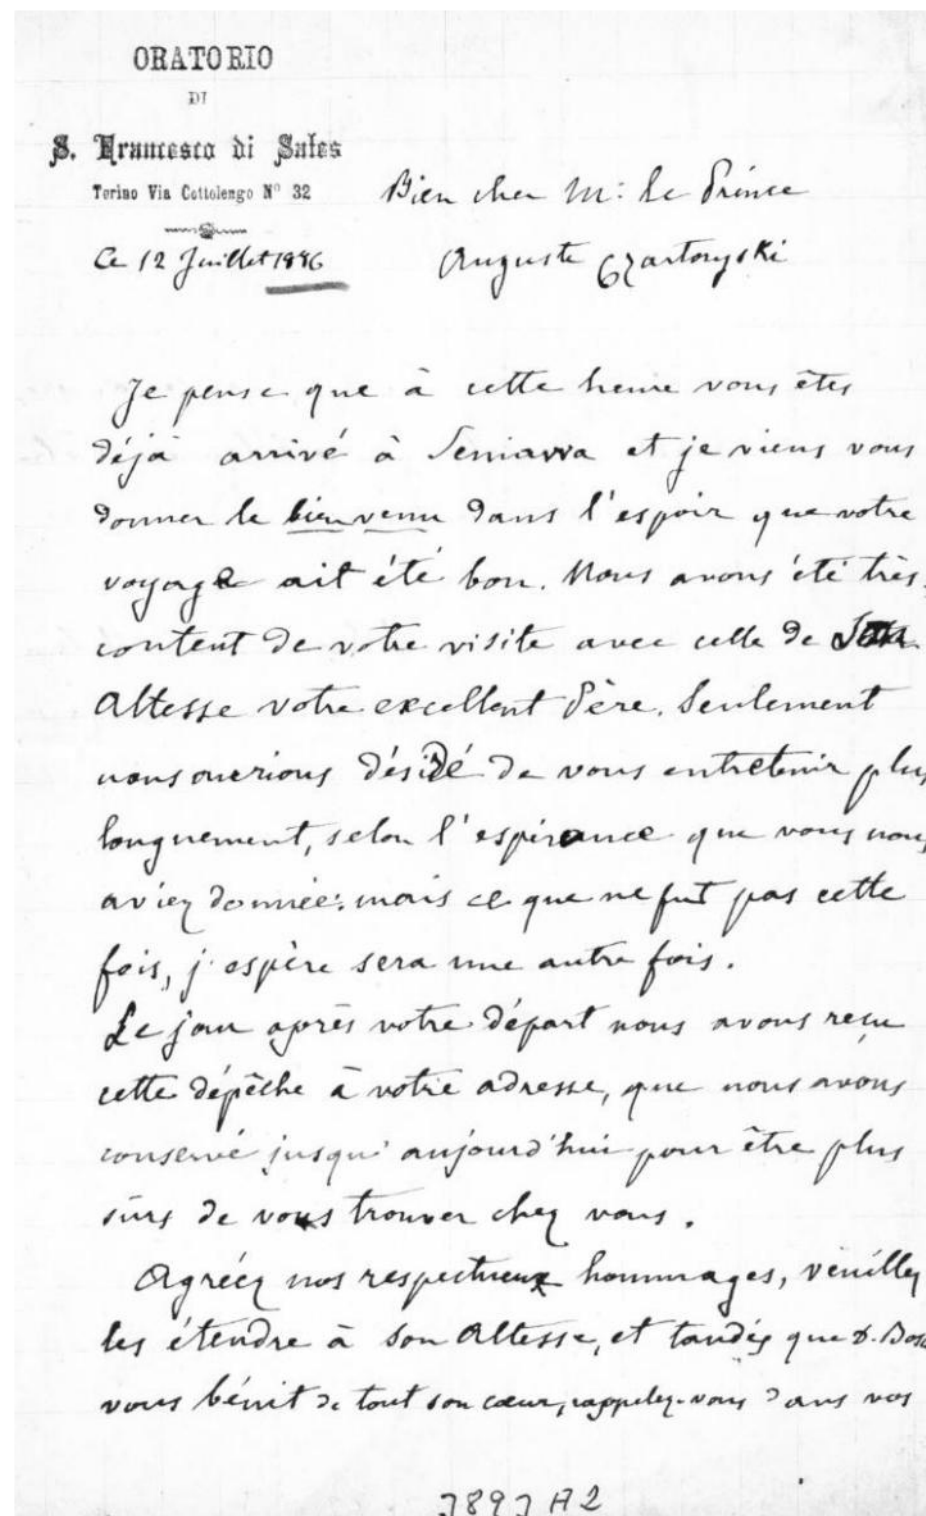 ORATORIO
DI
S. Francesco di Sales
Torino Via Cottolengo Nº 32
Ce 12 Juillet 1886
Bien cher M: le Prince
Auguste Czartoryski
Je pense que à cette heure vous êtes
déjà arrivé à Seniawa et je viens vous
donner le bien venu dans l'espoir que votre
voyage ait été bon. Nous avons été très
content de votre visite avec celle de
Altesse votre excellent Père. Seulement
nous averions désiré de vous entretenir plus
longuement, selon l'espérance que vous nous
aviez donnée: mais ce que ne fut pas cette
fois, j'espère sera une autre fois.
Le jour après votre départ nous avons reçu
cette dépêche à votre adresse, que nous avons
conservé jusqu'aujourd'hui pour être plus
sûrs de vous trouver chez vous.
Agréez nos respectueux hommages, veuillez
les étendre à Son Altesse, et tandis que D. Bosc
vous bénit de tout son cœur, rappelez-vous dans vos
A2